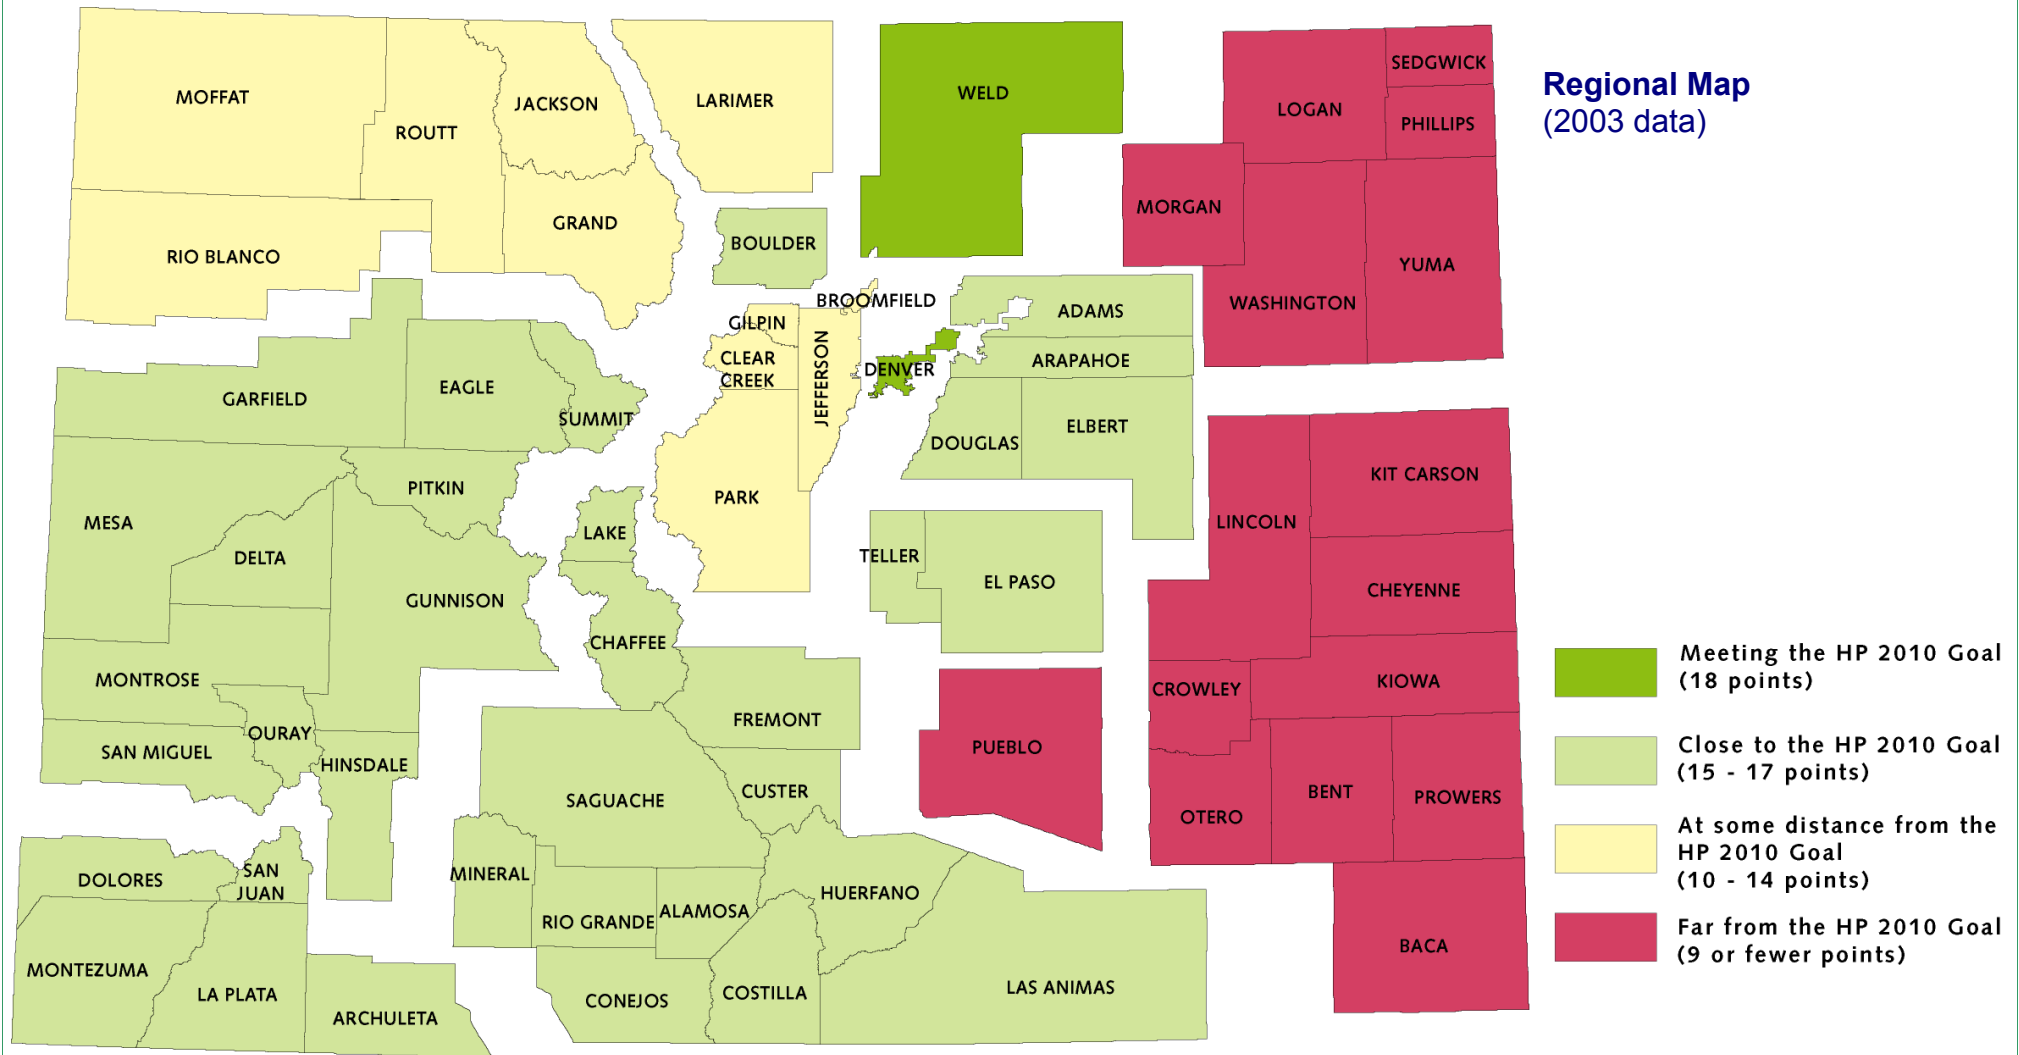 Regional Map
(2003 data)
MOFFAT
ROUTT
JACKSON
LARIMER
WELD
LOGAN
SEDGWICK
PHILLIPS
MORGAN
GRAND
RIO BLANCO
BOULDER
WASHINGTON
YUMA
BROOMFIELD
ADAMS
GILPIN
CLEAR
CREEK
JEFFERSON
DENVER
ARAPAHOE
GARFIELD
EAGLE
SUMMIT
DOUGLAS
ELBERT
MESA
PITKIN
LAKE
PARK
KIT CARSON
LINCOLN
DELTA
GUNNISON
TELLER
EL PASO
CHEYENNE
CHAFFEE
MONTROSE
CROWLEY
KIOWA
OURAY
SAN MIGUEL
HINSDALE
FREMONT
PUEBLO
SAGUACHE
CUSTER
OTERO
BENT
PROWERS
DOLORES
SAN
JUAN
MINERAL
RIO GRANDE
ALAMOSA
HUERFANO
BACA
MONTEZUMA
LA PLATA
ARCHULETA
CONEJOS
COSTILLA
LAS ANIMAS
Meeting the HP 2010 Goal
(18 points)
Close to the HP 2010 Goal
(15 - 17 points)
At some distance from the
HP 2010 Goal
(10 - 14 points)
Far from the HP 2010 Goal
(9 or fewer points)